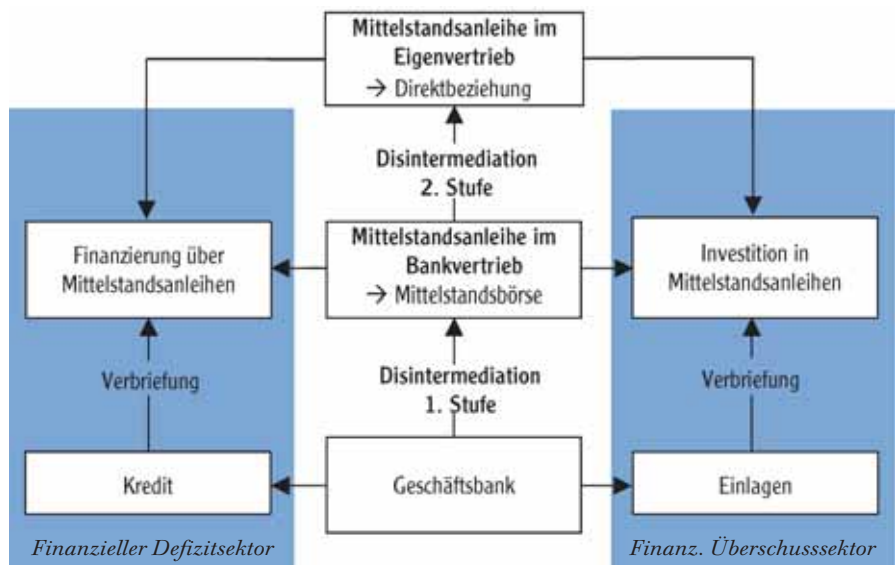 Mittelstandsanleihe im
Eigenvertrieb
→ Direktbeziehung
Disintermediation
2. Stufe
Finanzierung über
Mittelstandsanleihen
Mittelstandsanleihe im
Bankvertrieb
→ Mittelstandsbörse
Investition in
Mittelstandsanleihen
Verbriefung
Disintermediation
1. Stufe
Verbriefung
Kredit
Geschäftsbank
Einlagen
Finanzieller Defizitsektor
Finanz. Überschusssektor